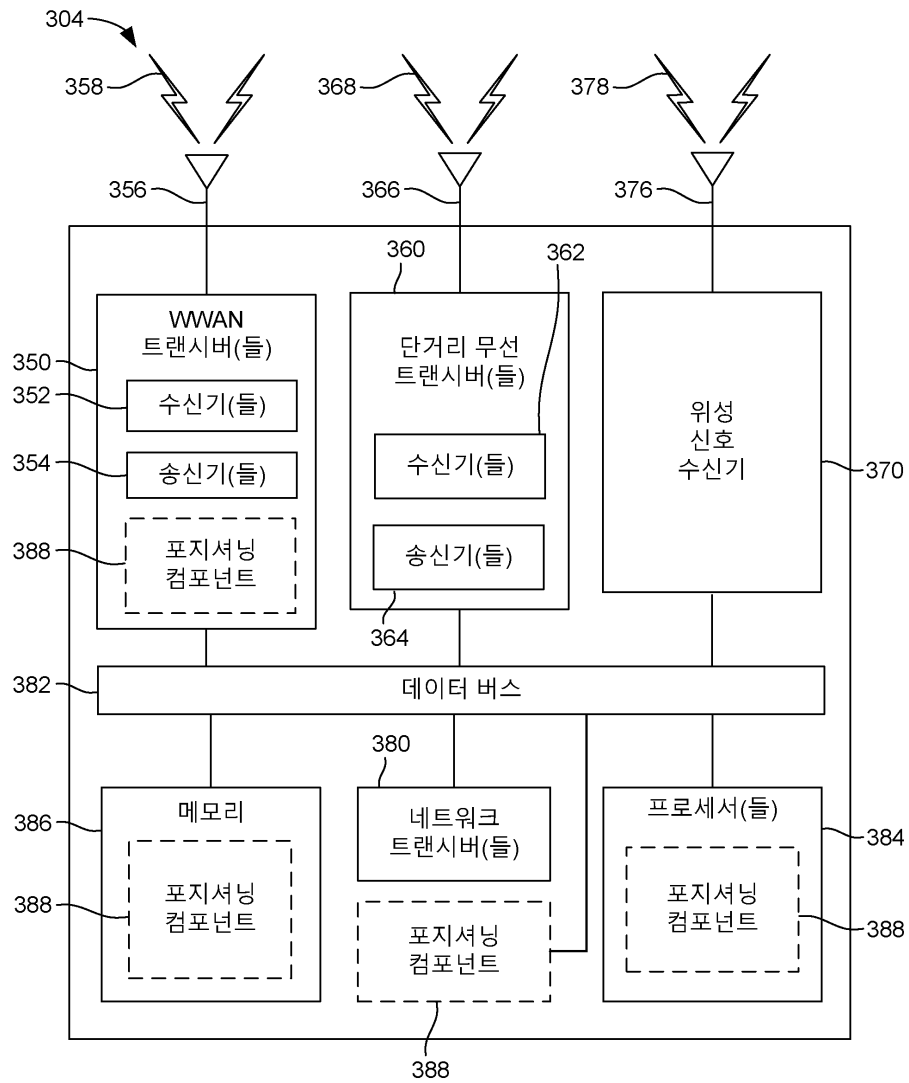 304
358
368
378
356
366
376
360
362
WWAN
트랜시버(들)
350
352
수신기(들)
354
송신기(들)
388
포지셔닝
컴포넌트
단거리 무선
트랜시버(들)
수신기(들)
송신기(들)
364
위성
신호
수신기
370
382
데이터 버스
380
386
메모리
388
포지셔닝
컴포넌트
네트워크
트랜시버(들)
포지셔닝
컴포넌트
388
프로세서(들)
384
포지셔닝
컴포넌트
388